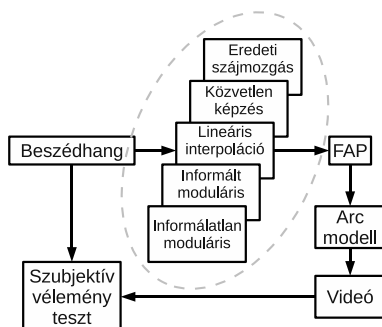 Eredeti
szájmozgás
Közvetlen
képzés
Beszédhang
Lineáris
interpoláció
FAP
Informált
moduláris
Informálatlan
moduláris
Arc
modell
Szubjektív
vélemény
teszt
Videó